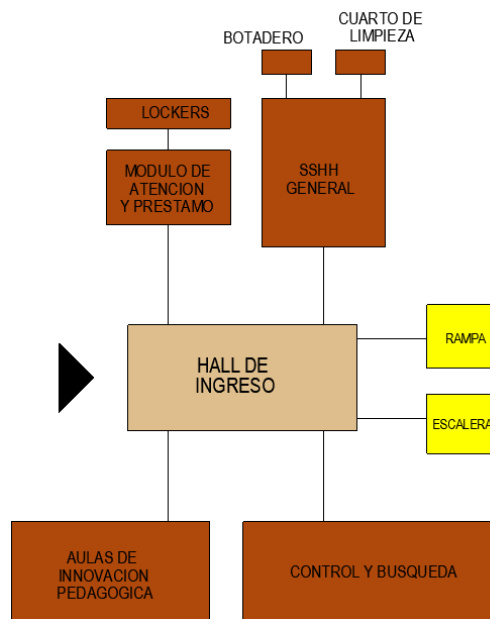 CUARTO DE
LIMPIEZA
BOTADERO
LOCKERS
MODULO DE
ATENCION
Y PRESTAMO
SSHH
GENERAL
RAMPA
HALL DE
INGRESO
ESCALERA
AULAS DE
INNOVACION
PEDAGOGICA
CONTROL Y BUSQUEDA